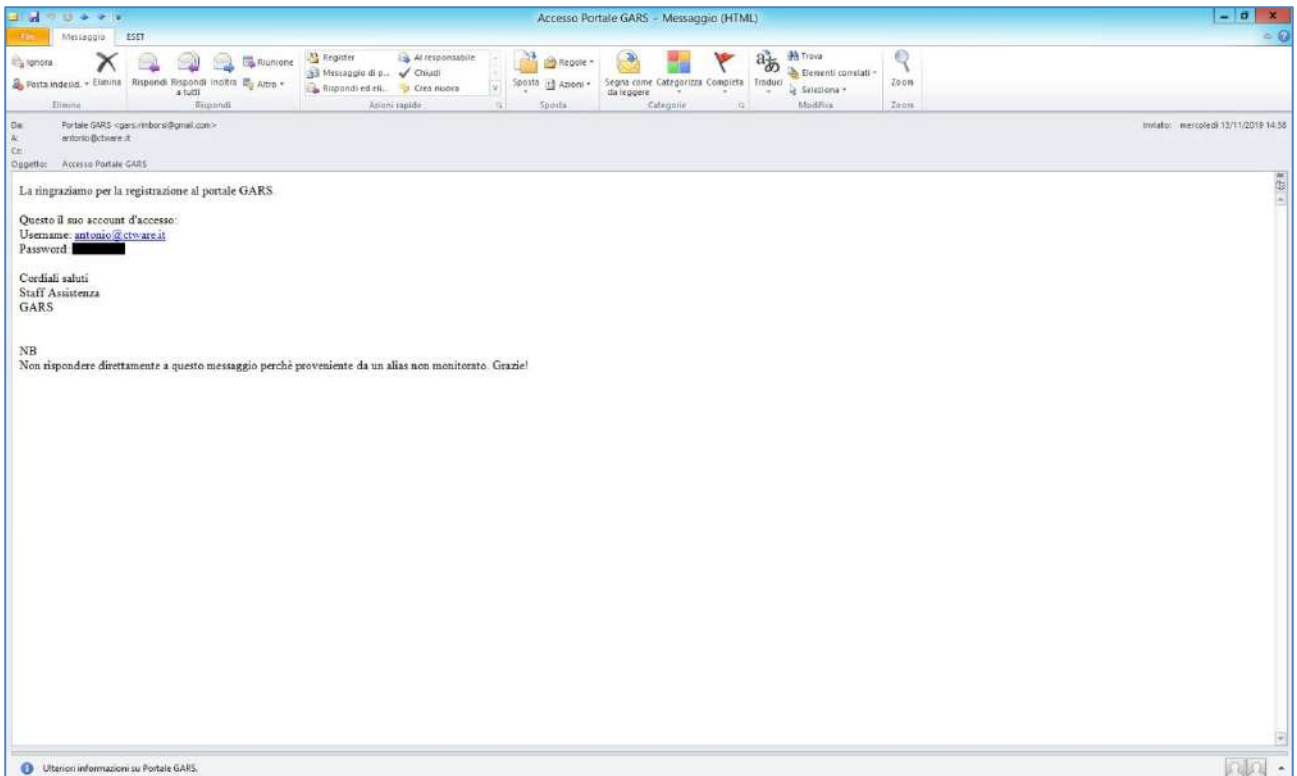 Accesso Portale GARS - Messaggio (HTML)
File Messaggio ESET
Ignora
Posta indesid. Elimina Rispondi Rispondi a tutti Inoltra Riunione Altro
Register Al responsabile
Messaggio di p... Chiudi
Rispondi ed eli... Crea nuova
Sposta Regole Azioni
Segna come da leggere Categorizza Completa
Traduci Trova Elementi correlati Seleziona
Zoom
Elimina Rispondi Azioni rapide Sposta Categorie Modifica Zoom
Da: Portale GARS <gars.rimborsi@gmail.com> Inviato: mercoledì 13/11/2019 14:58
A: antonio@ctware.it
Cc:
Oggetto: Accesso Portale GARS
La ringraziamo per la registrazione al portale GARS.
Questo il suo account d'accesso:
Username: antonio@ctware.it
Password:
Cordiali saluti
Staff Assistenza
GARS
NB
Non rispondere direttamente a questo messaggio perchè proveniente da un alias non monitorato. Grazie!
Ulteriori informazioni su Portale GARS.